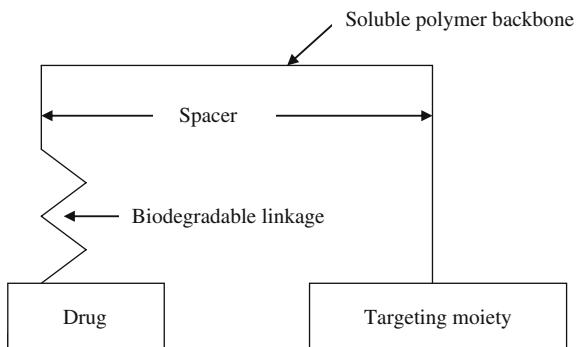 Soluble polymer backbone
Spacer
Biodegradable linkage
Drug
Targeting moiety